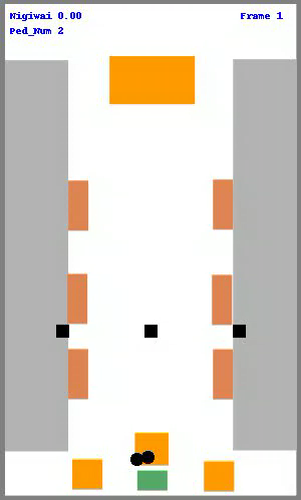 Nigiwai 0.00
Frame 1
Ped_Num 2